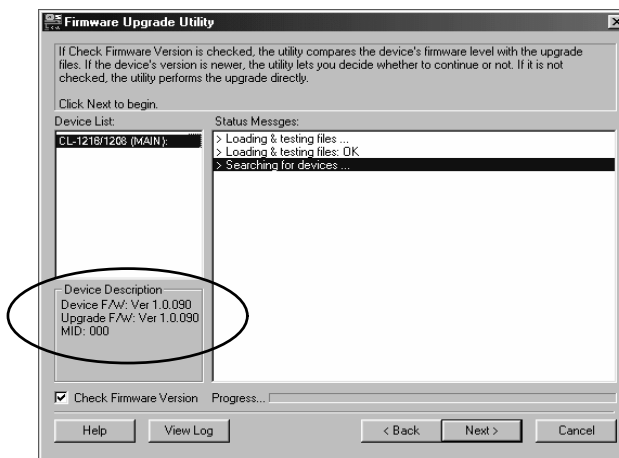 Firmware Upgrade Utility
If Check Firmware Version is checked, the utility compares the device's firmware level with the upgrade
files. If the device's version is newer, the utility lets you decide whether to continue or not. If it is not
checked, the utility performs the upgrade directly.
Click Next to begin.
Device List:
Status Messges:
CL-1216/1208 (MAIN):
> Loading & testing files ...
> Loading & testing files: OK
> Searching for devices ...
Device Description
Device F/W: Ver 1.0.090
Upgrade F/W: Ver 1.0.090
MID: 000
Check Firmware Version
Progress...
Help
View Log
< Back
Next >
Cancel